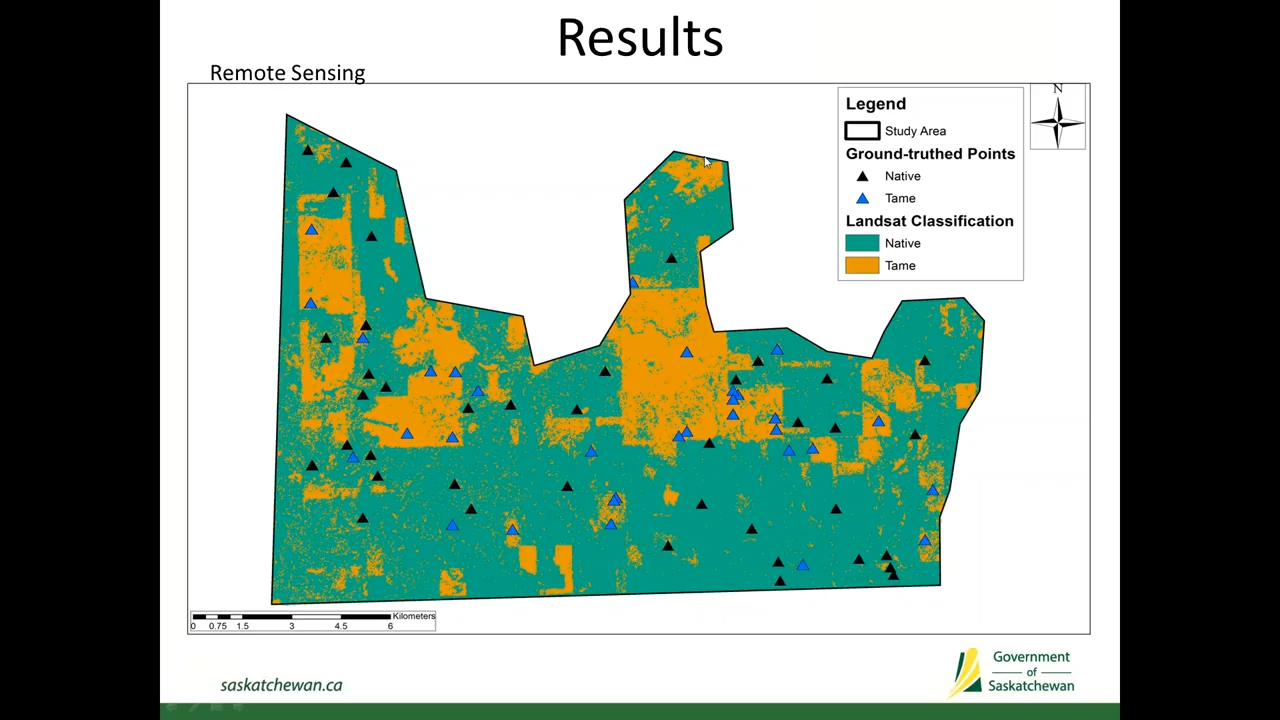 Results
Remote Sensing
N
Legend
Study Area
Ground-truthed Points
Native
Tame
Landsat Classification
Native
Tame
Kilometers
0 0.75 1.5 3 4.5 6
saskatchewan.ca
Government
of
Saskatchewan